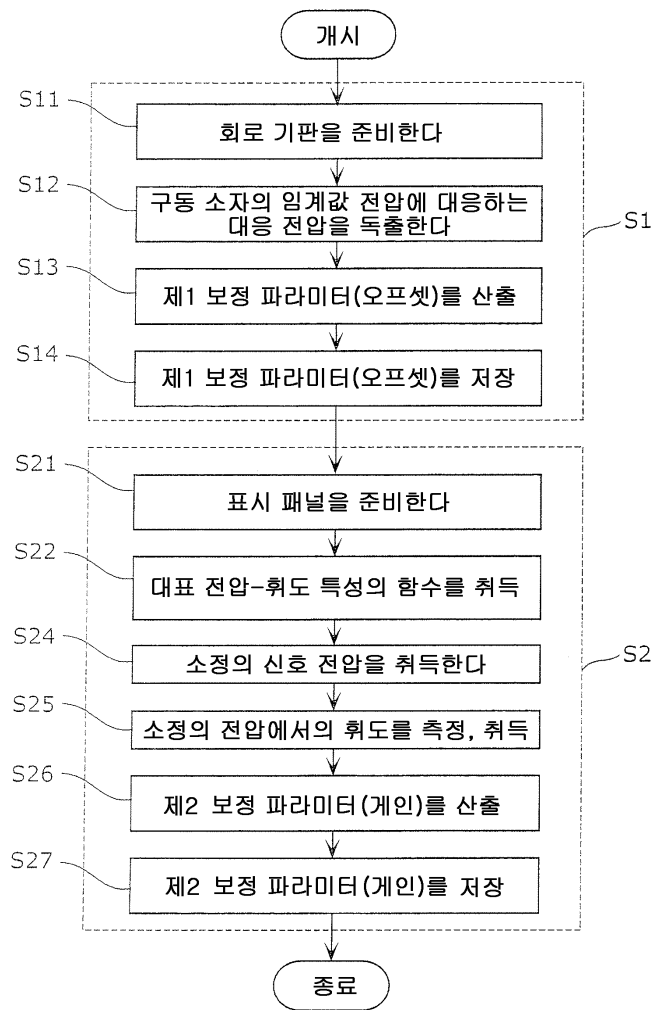 개시
S11
회로 기판을 준비한다
S12
구동 소자의 임계값 전압에 대응하는
대응 전압을 독출한다
S1
S13
제1 보정 파라미터(오프셋)를 산출
S14
제1 보정 파라미터(오프셋)를 저장
S21
표시 패널을 준비한다
S22
대표 전압-휘도 특성의 함수를 취득
S24
소정의 신호 전압을 취득한다
S2
S25
소정의 전압에서의 휘도를 측정, 취득
S26
제2 보정 파라미터(게인)를 산출
S27
제2 보정 파라미터(게인)를 저장
종료